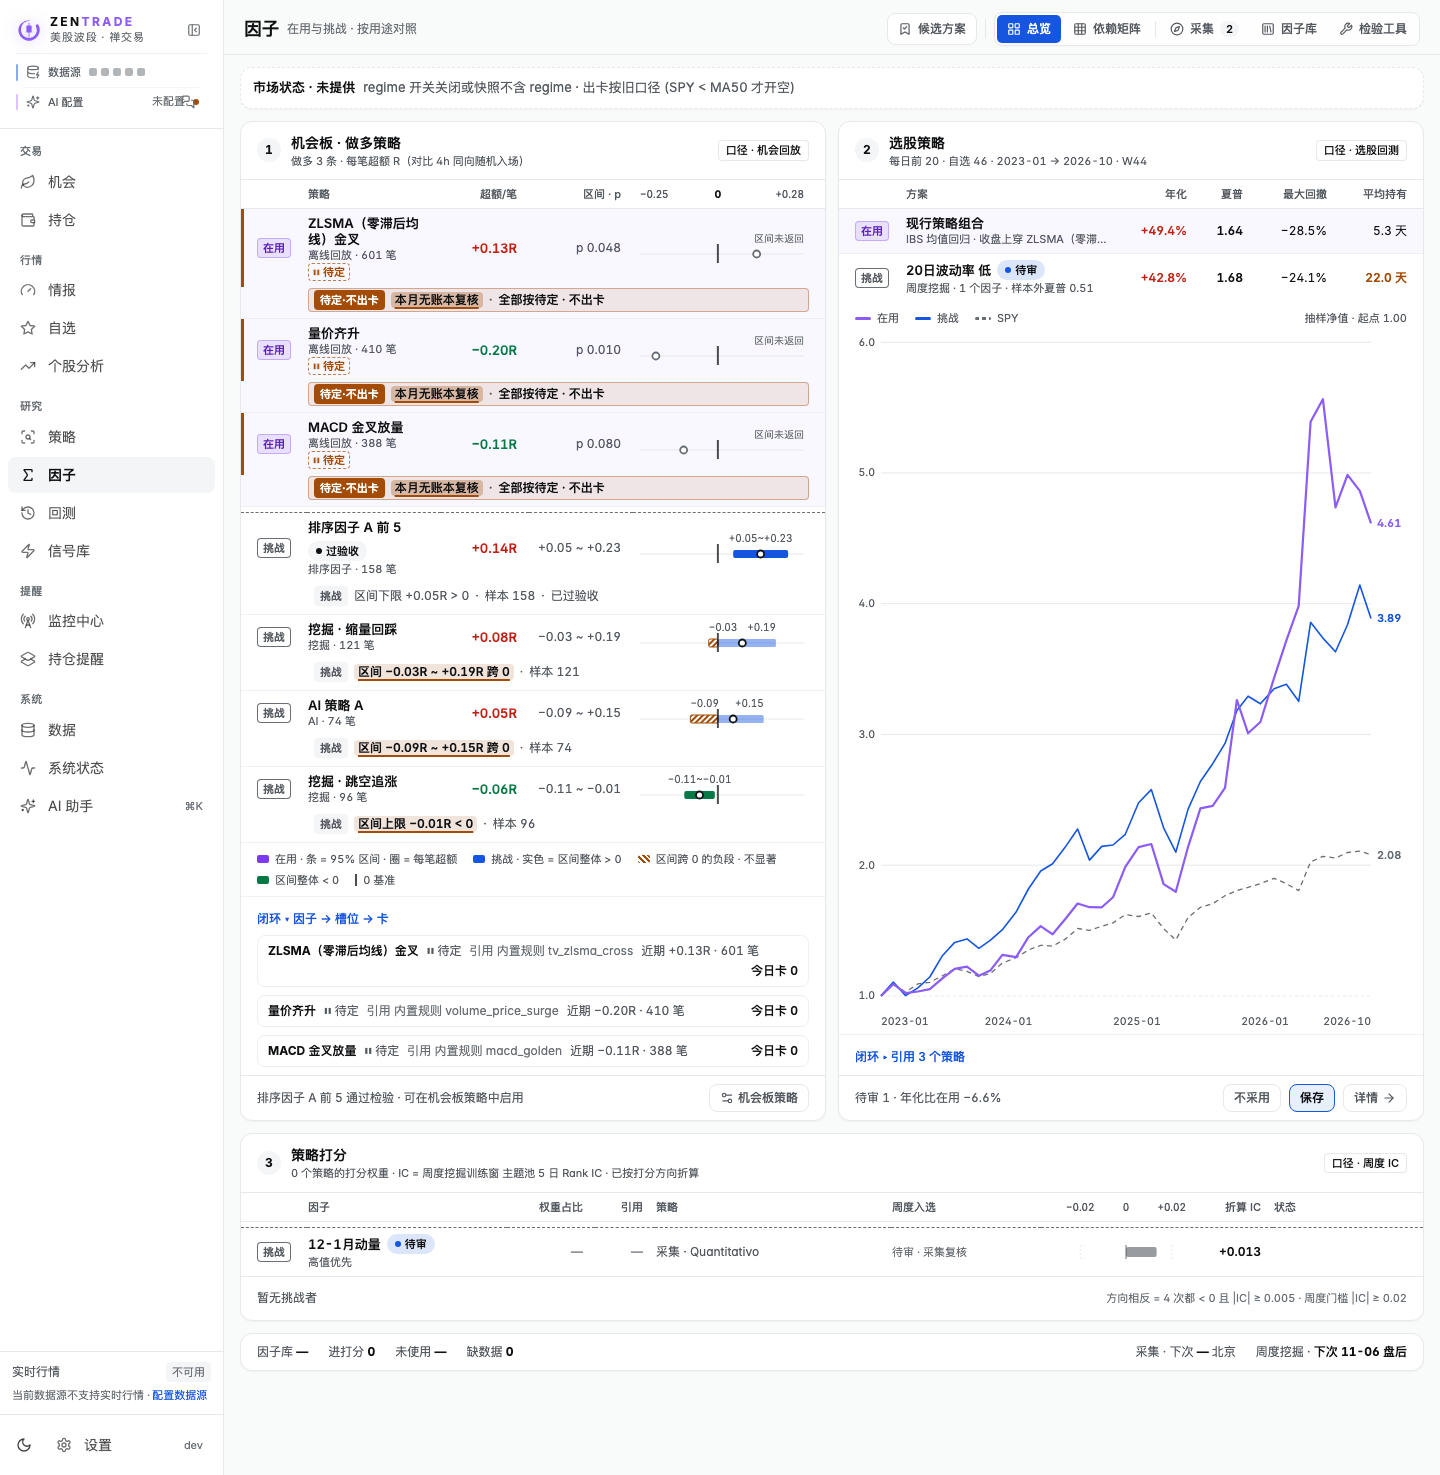 ZENTRADE
美股波段 · 禅交易
数据源
AI 配置 未配置
交易
机会
持仓
行情
情报
自选
个股分析
研究
策略
因子
回测
信号库
提醒
监控中心
持仓提醒
系统
数据
系统状态
AI 助手 ⌘K
实时行情 不可用
当前数据源不支持实时行情 · 配置数据源
设置 dev
因子 在用与挑战 · 按用途对照
候选方案 总览 依赖矩阵 采集 2 因子库 检验工具
市场状态 · 未提供 regime 开关关闭或快照不含 regime · 出卡按旧口径 (SPY < MA50 才开空)
1 机会板 · 做多策略
做多 3 条 · 每笔超额 R（对比 4h 同向随机入场）
口径 · 机会回放
策略 超额/笔 区间 · p −0.25 0 +0.28
在用 ZLSMA（零滞后均线）金叉 +0.13R p 0.048 区间未返回
离线回放 · 601 笔
待定
待定·不出卡 本月无账本复核 · 全部按待定 · 不出卡
在用 量价齐升 −0.20R p 0.010 区间未返回
离线回放 · 410 笔
待定
待定·不出卡 本月无账本复核 · 全部按待定 · 不出卡
在用 MACD 金叉放量 −0.11R p 0.080 区间未返回
离线回放 · 388 笔
待定
待定·不出卡 本月无账本复核 · 全部按待定 · 不出卡
挑战 排序因子 A 前 5 +0.14R +0.05 ~ +0.23 +0.05~+0.23
过验收
排序因子 · 158 笔
挑战 区间下限 +0.05R > 0 · 样本 158 · 已过验收
挑战 挖掘 · 缩量回踩 +0.08R −0.03 ~ +0.19 −0.03 +0.19
挖掘 · 121 笔
挑战 区间 −0.03R ~ +0.19R 跨 0 · 样本 121
挑战 AI 策略 A +0.05R −0.09 ~ +0.15 −0.09 +0.15
AI · 74 笔
挑战 区间 −0.09R ~ +0.15R 跨 0 · 样本 74
挑战 挖掘 · 跳空追涨 −0.06R −0.11 ~ −0.01 −0.11~−0.01
挖掘 · 96 笔
挑战 区间上限 −0.01R < 0 · 样本 96
在用 · 条 = 95% 区间 · 圈 = 每笔超额 挑战 · 实色 = 区间整体 > 0 区间跨 0 的负段 · 不显著
区间整体 < 0 0 基准
闭环 · 因子 → 槽位 → 卡
ZLSMA（零滞后均线）金叉 待定 引用 内置规则 tv_zlsma_cross 近期 +0.13R · 601 笔
今日卡 0
量价齐升 待定 引用 内置规则 volume_price_surge 近期 −0.20R · 410 笔 今日卡 0
MACD 金叉放量 待定 引用 内置规则 macd_golden 近期 −0.11R · 388 笔 今日卡 0
排序因子 A 前 5 通过检验 · 可在机会板策略中启用 机会板策略
2 选股策略
每日前 20 · 自选 46 · 2023-01 → 2026-10 · W44
口径 · 选股回测
方案 年化 夏普 最大回撤 平均持有
在用 现行策略组合 +49.4% 1.64 −28.5% 5.3 天
IBS 均值回归 · 收盘上穿 ZLSMA（零滞...
挑战 20日波动率 低 待审 +42.8% 1.68 −24.1% 22.0 天
周度挖掘 · 1 个因子 · 样本外夏普 0.51
在用 挑战 SPY 抽样净值 · 起点 1.00
6.0
5.0
4.61
4.0
3.89
3.0
2.0
2.08
1.0
2023-01 2024-01 2025-01 2026-01 2026-10
闭环 ▸ 引用 3 个策略
待审 1 · 年化比在用 −6.6% 不采用 保存 详情 →
3 策略打分
0 个策略的打分权重 · IC = 周度挖掘训练窗 主题池 5 日 Rank IC · 已按打分方向折算
口径 · 周度 IC
因子 权重占比 引用 策略 周度入选 −0.02 0 +0.02 折算 IC 状态
挑战 12-1月动量 待审 — — 采集 · Quantitativo 待审 · 采集复核 +0.013
高值优先
暂无挑战者 方向相反 = 4 次都 < 0 且 |IC| ≥ 0.005 · 周度门槛 |IC| ≥ 0.02
因子库 — 进打分 0 未使用 — 缺数据 0 采集 · 下次 — 北京 周度挖掘 · 下次 11-06 盘后